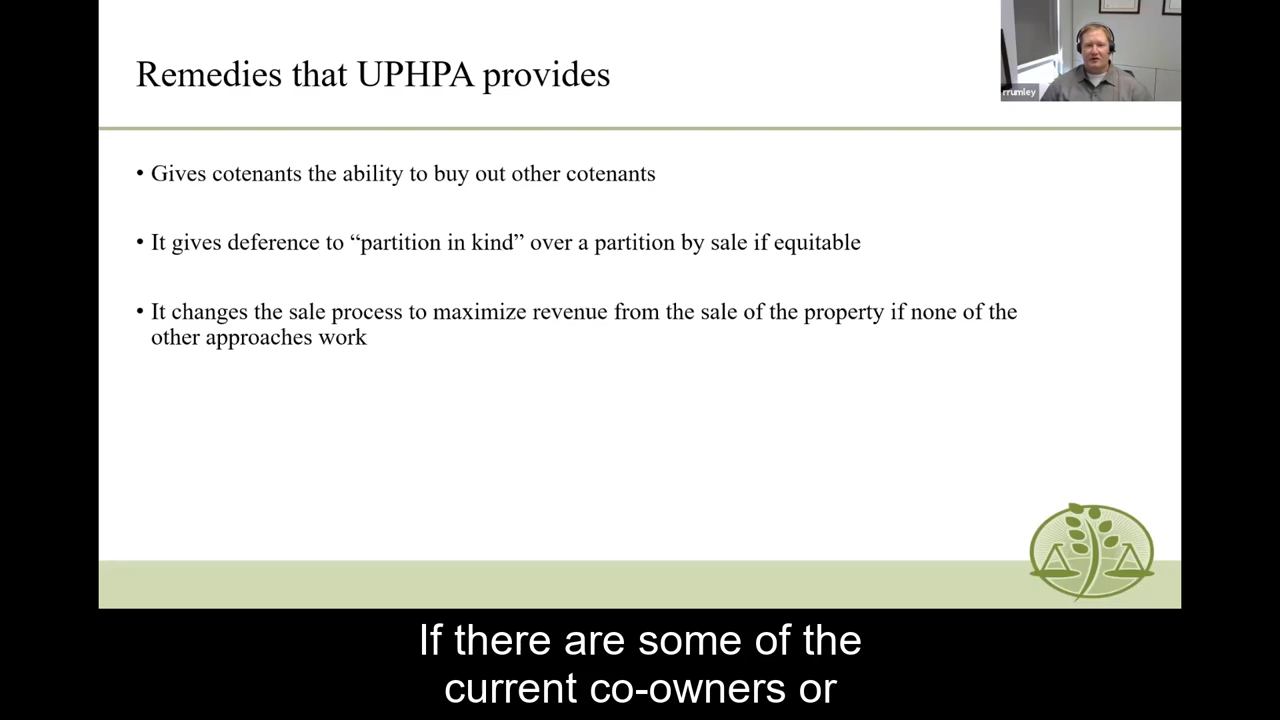 Remedies that UPHPA provides
rrumley
• Gives cotenants the ability to buy out other cotenants
• It gives deference to “partition in kind” over a partition by sale if equitable
• It changes the sale process to maximize revenue from the sale of the property if none of the
other approaches work
If there are some of the
current co-owners or